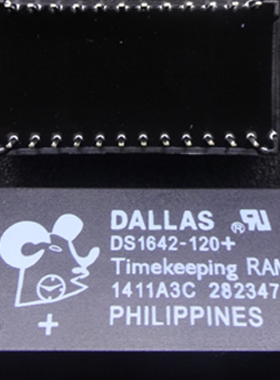 DALLAS ®
DS1642-120+
Timekeeping RAM
1411A3C 282347
+ PHILIPPINES